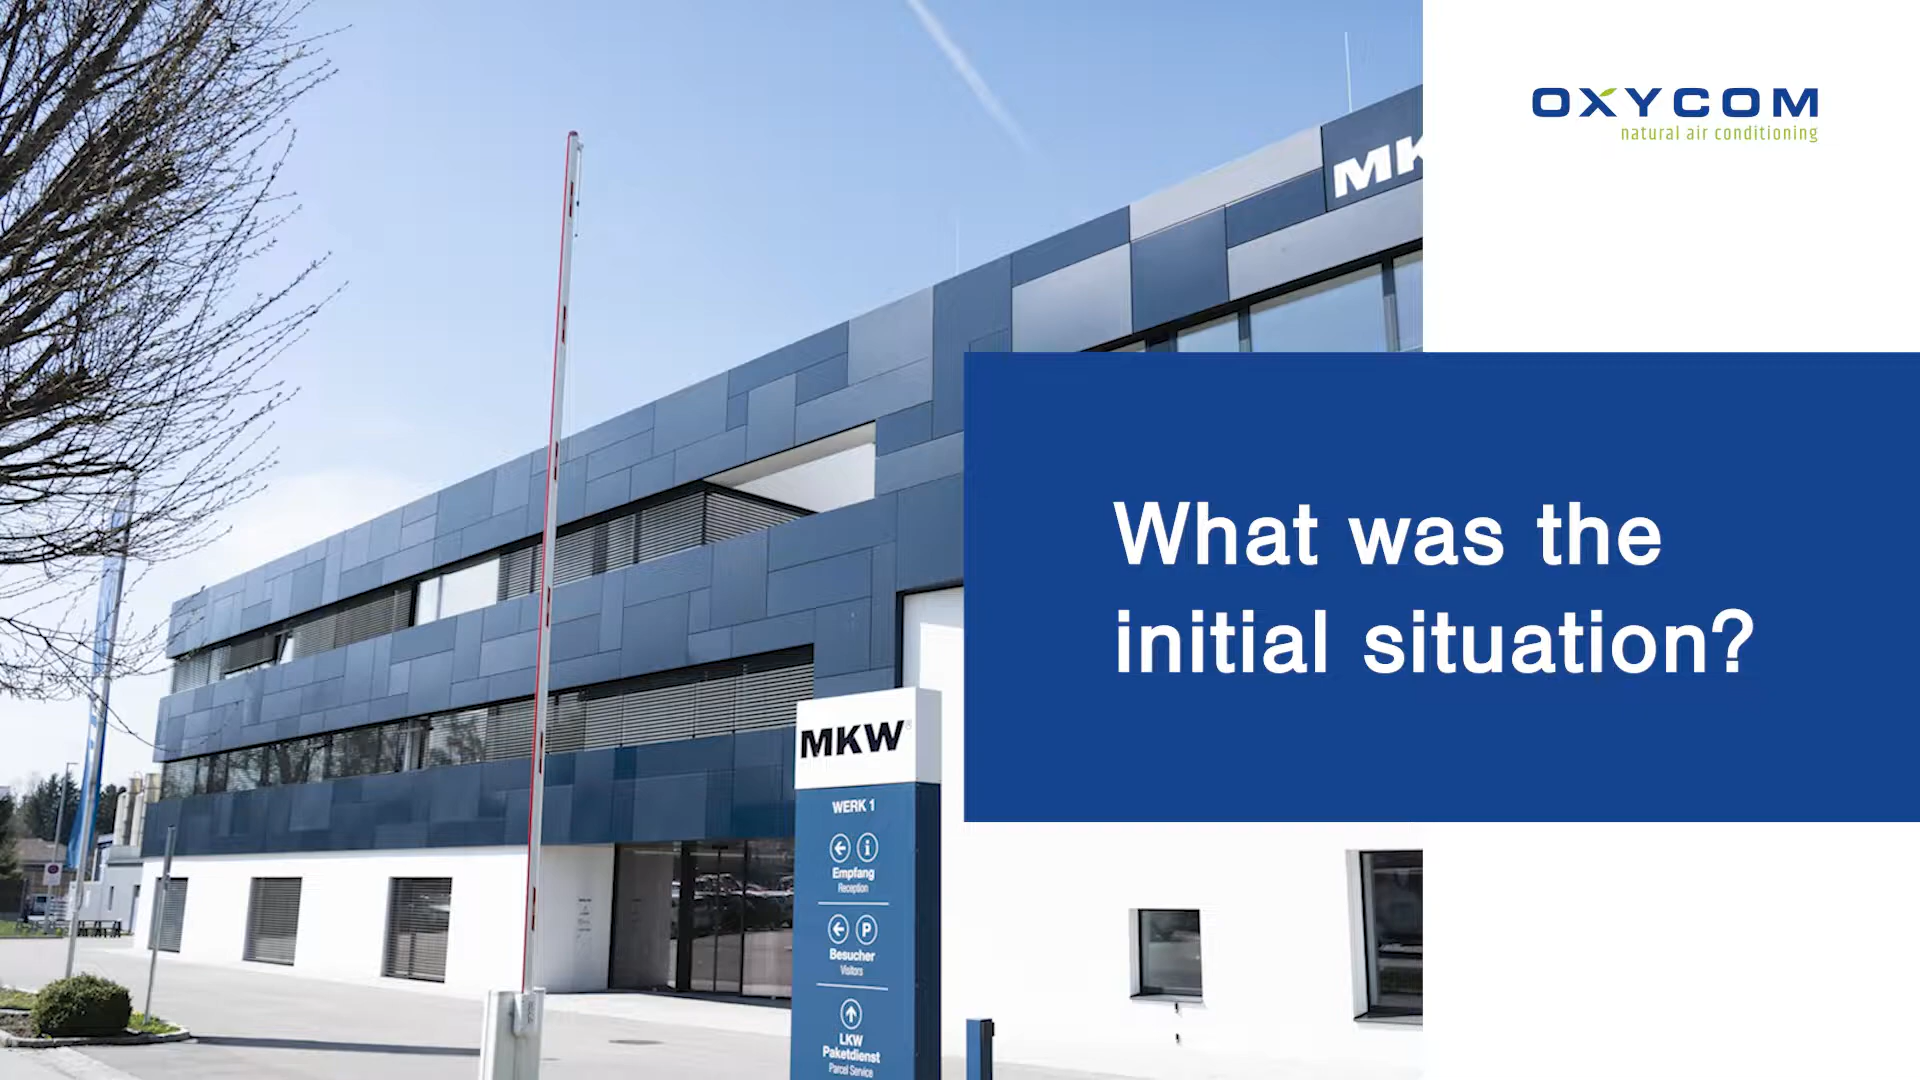 OXYCOM
natural air conditioning
MK
What was the
initial situation?
MKW®
WERK 1
i
Empfang
Reception
P
Besucher
Visitors
LKW
Paketdienst
Parcel Service